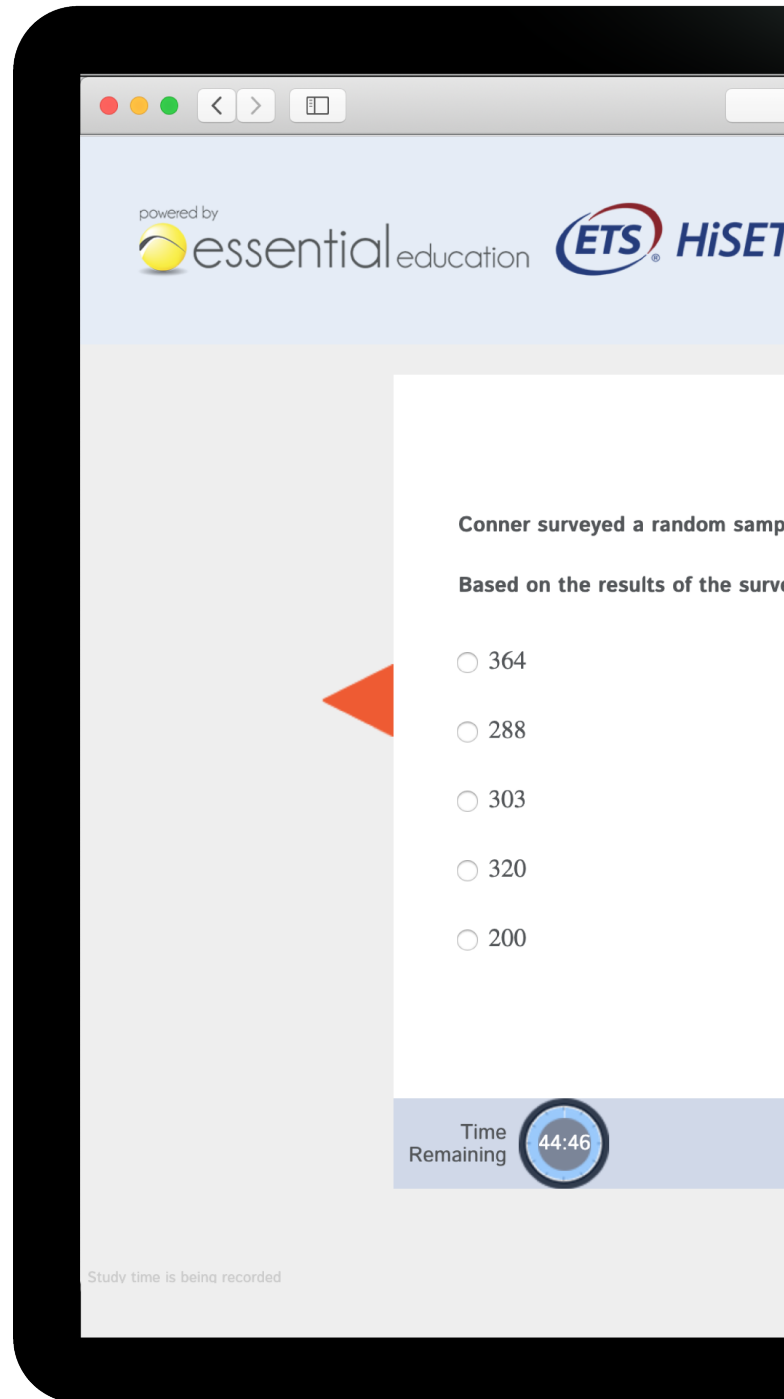 powered by
essential education
ETS® HiSET
Conner surveyed a random samp
Based on the results of the surve
364
288
303
320
200
Time
Remaining
44:46
Study time is being recorded